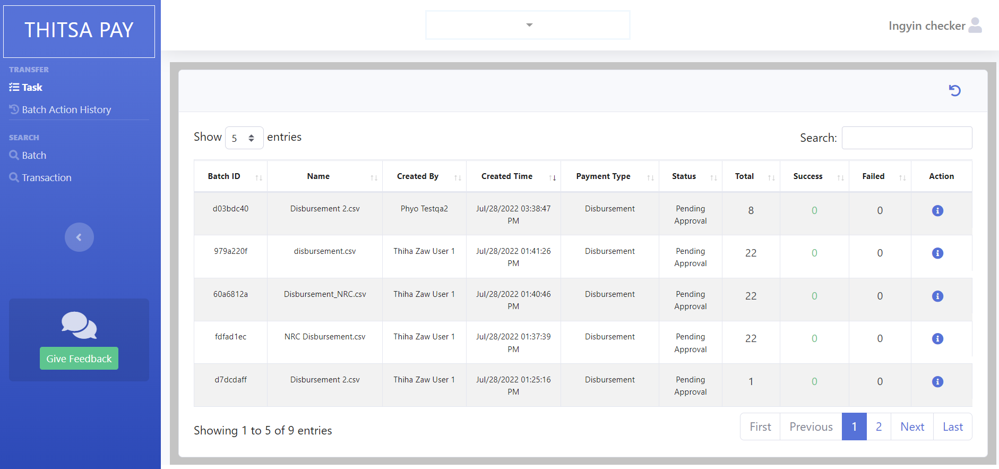 THITSA PAY
Ingyin checker
TRANSFER
Task
Batch Action History
SEARCH
Batch
Transaction
Give Feedback
Show 5 entries
Search:
Batch ID Name Created By Created Time Payment Type Status Total Success Failed Action
d03bdc40 Disbursement 2.csv Phyo Testqa2 Jul/28/2022 03:38:47 PM Disbursement Pending Approval 8 0 0
979a220f disbursement.csv Thiha Zaw User 1 Jul/28/2022 01:41:26 PM Disbursement Pending Approval 22 0 0
60a6812a Disbursement_NRC.csv Thiha Zaw User 1 Jul/28/2022 01:40:46 PM Disbursement Pending Approval 22 0 0
fdfad1ec NRC Disbursement.csv Thiha Zaw User 1 Jul/28/2022 01:37:39 PM Disbursement Pending Approval 22 0 0
d7dcdaff Disbursement 2.csv Thiha Zaw User 1 Jul/28/2022 01:25:16 PM Disbursement Pending Approval 1 0 0
Showing 1 to 5 of 9 entries
First Previous 1 2 Next Last